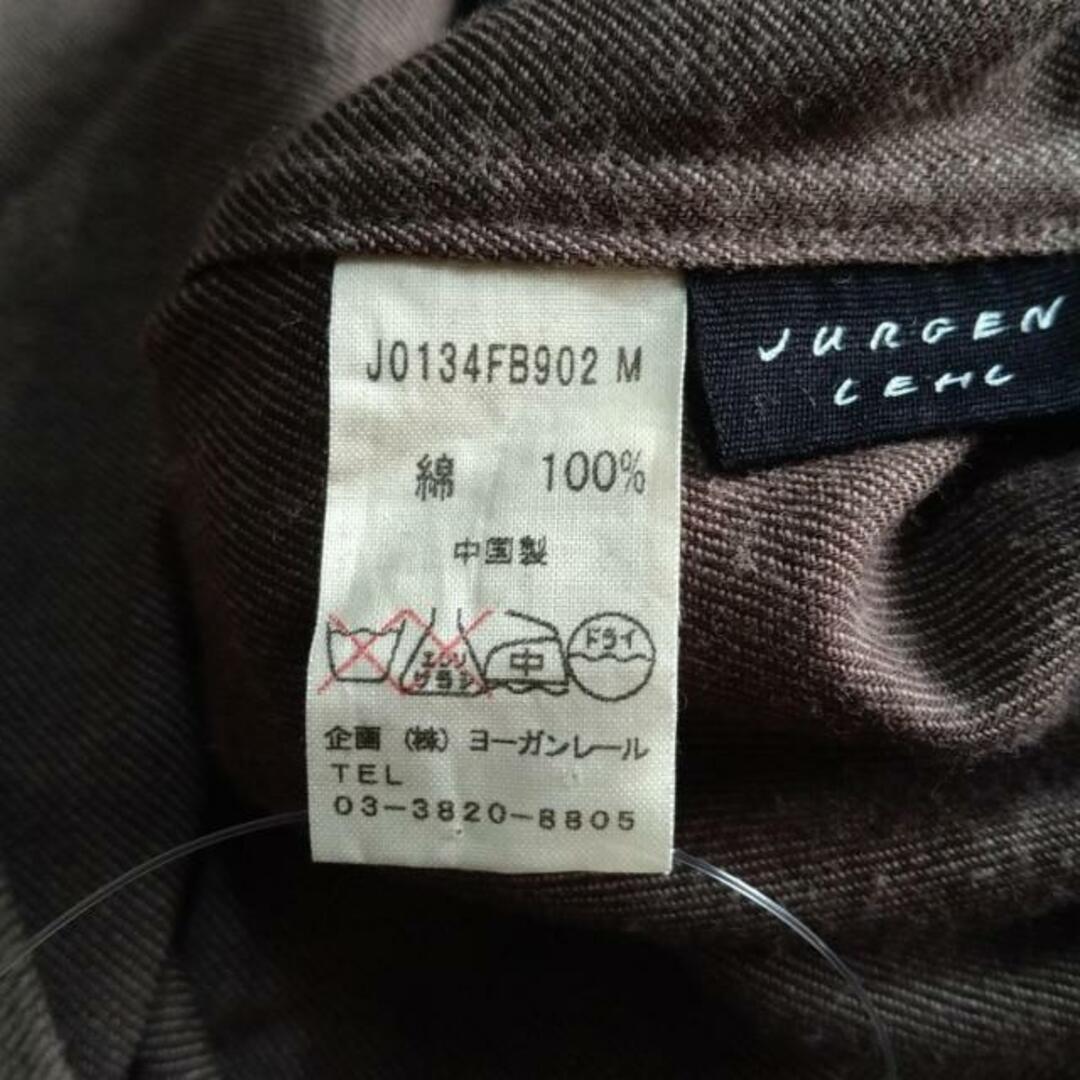 J0134FB902 M
綿 100%
中国製
エンソ
サラシ
中
ドライ
企画 (株) ヨーガンレール
TEL
03-3820-8805
JURGEN
LEHL